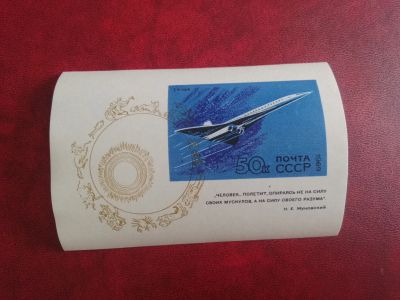 50к ПОЧТА
СССР
1969
„ЧЕЛОВЕК... ПОЛЕТИТ, ОПИРАЯСЬ НЕ НА СИЛУ
СВОИХ МУСКУЛОВ, А НА СИЛУ СВОЕГО РАЗУМА"
Н. Е. Жуковский